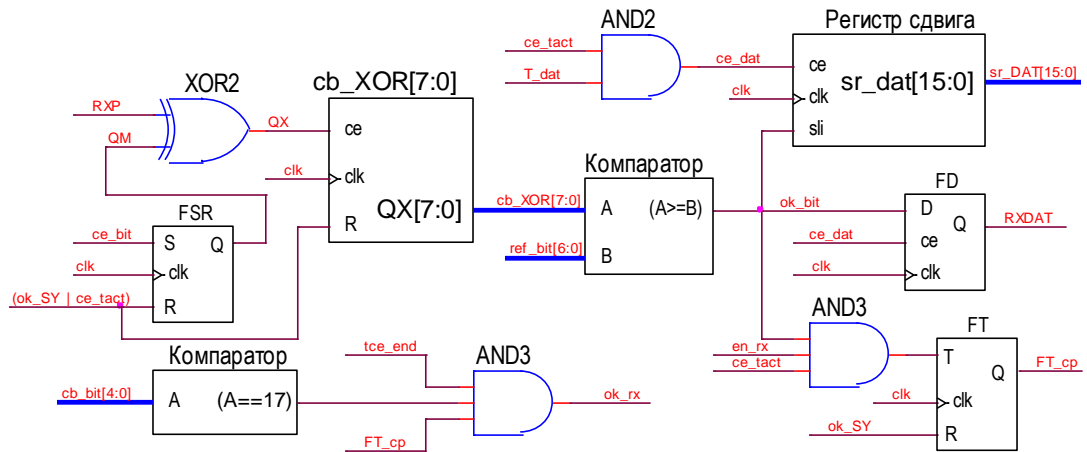 AND2
Регистр сдвига
ce_tact
T_dat
ce_dat
clk
ce
clk
sli
sr_dat[15:0]
sr_DAT[15:0]
XOR2
RXP
QM
QX
cb_XOR[7:0]
ce
clk
clk
R
QX[7:0]
FSR
ce_bit
clk
(ok_SY | ce_tact)
S
Q
clk
R
Компаратор
cb_XOR[7:0]
ref_bit[6:0]
A
(A>=B)
B
ok_bit
ce_dat
clk
FD
D
Q
ce
clk
RXDAT
AND3
en_rx
ce_tact
FT
T
Q
clk
clk
ok_SY
R
FT_cp
Компаратор
cb_bit[4:0]
A
(A==17)
tce_end
AND3
FT_cp
ok_rx